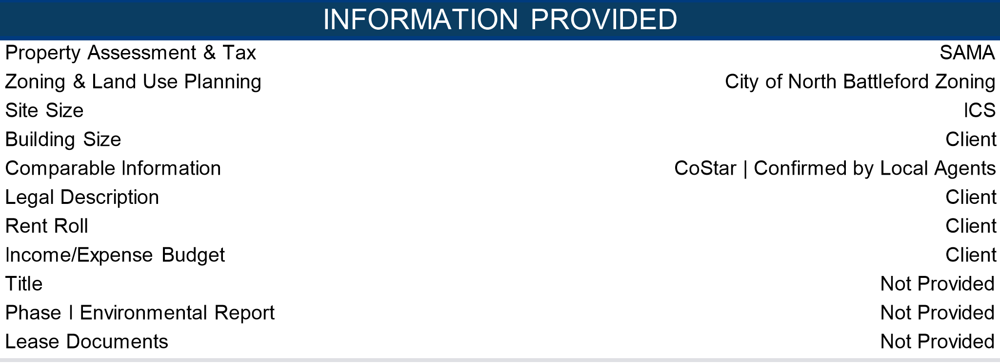 INFORMATION PROVIDED
Property Assessment & Tax SAMA
Zoning & Land Use Planning City of North Battleford Zoning
Site Size ICS
Building Size Client
Comparable Information CoStar | Confirmed by Local Agents
Legal Description Client
Rent Roll Client
Income/Expense Budget Client
Title Not Provided
Phase I Environmental Report Not Provided
Lease Documents Not Provided